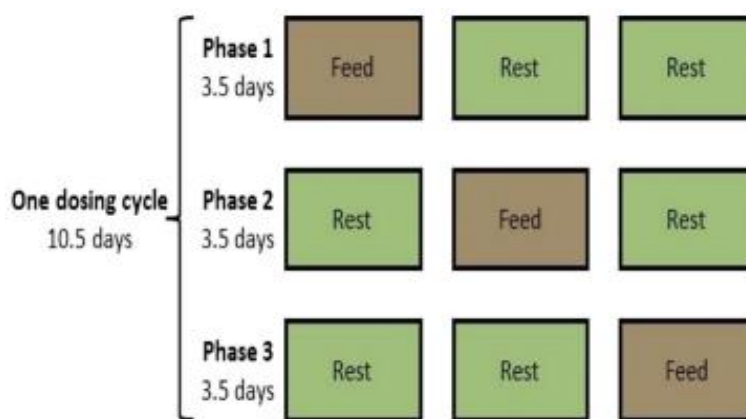 Phase 1
3.5 days
Feed Rest Rest
One dosing cycle
10.5 days
Phase 2
3.5 days
Rest Feed Rest
Phase 3
3.5 days
Rest Rest Feed